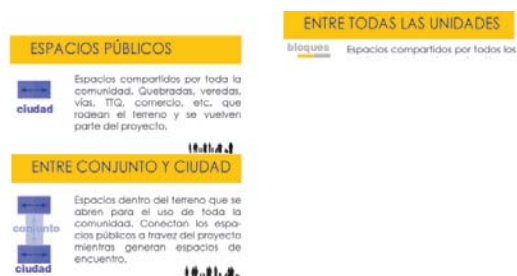 ESPACIOS PÚBLICOS
ciudad
Espacios compartidos por toda la
comunidad. Quebradas, veredas,
vías, TTQ, comercio, etc. que
rodean el terreno y se vuelven
parte del proyecto.
ENTRE CONJUNTO Y CIUDAD
conjunto
ciudad
Espacios dentro del terreno que se
abren para el uso de toda la
comunidad. Conectan los espa-
cios públicos a travez del proyecto
mientras generan espacios de
encuentro.
ENTRE TODAS LAS UNIDADES
bloques
Espacios compartidos por todos los